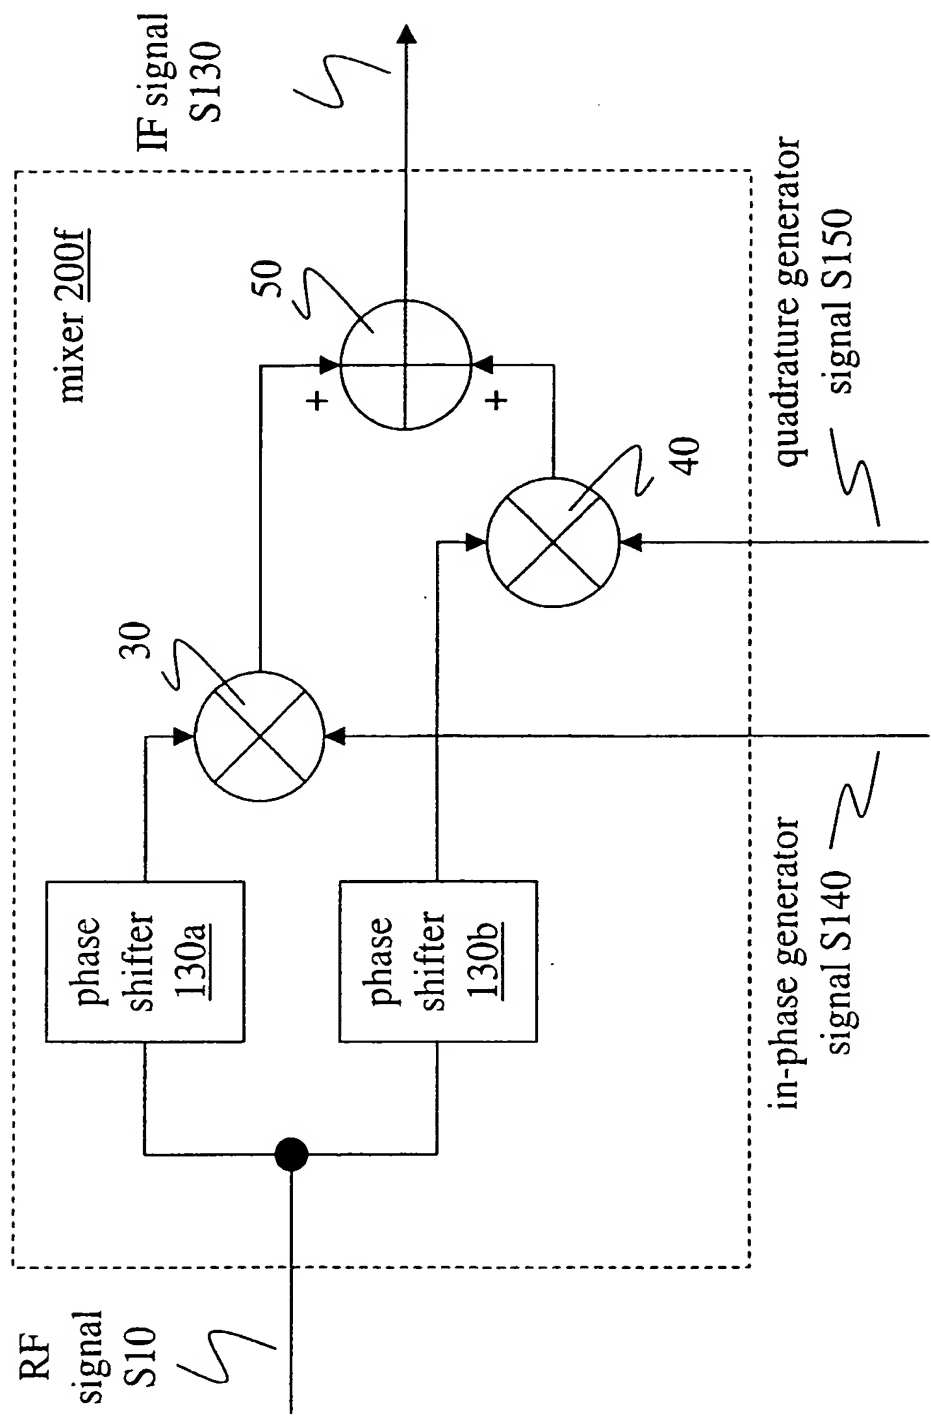 mixer 200f
RF
signal
S10
phase
shifter
130a
phase
shifter
130b
30
40
50
+
+
IF signal
S130
in-phase generator
signal S140
quadrature generator
signal S150